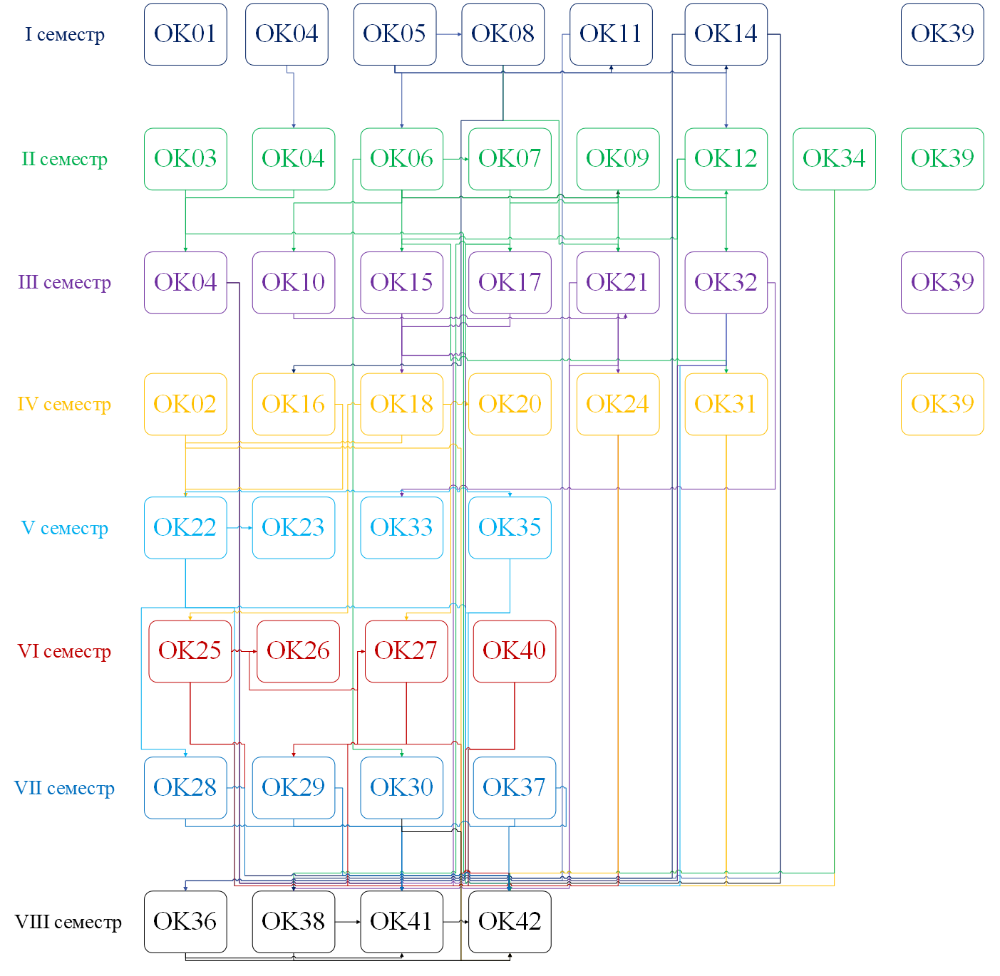 I семестр OK01 OK04 OK05 OK08 OK11 OK14 OK39
II семестр OK03 OK04 OK06 OK07 OK09 OK12 OK34 OK39
III семестр OK04 OK10 OK15 OK17 OK21 OK32 OK39
IV семестр OK02 OK16 OK18 OK20 OK24 OK31 OK39
V семестр OK22 OK23 OK33 OK35
VI семестр OK25 OK26 OK27 OK40
VII семестр OK28 OK29 OK30 OK37
VIII семестр OK36 OK38 OK41 OK42